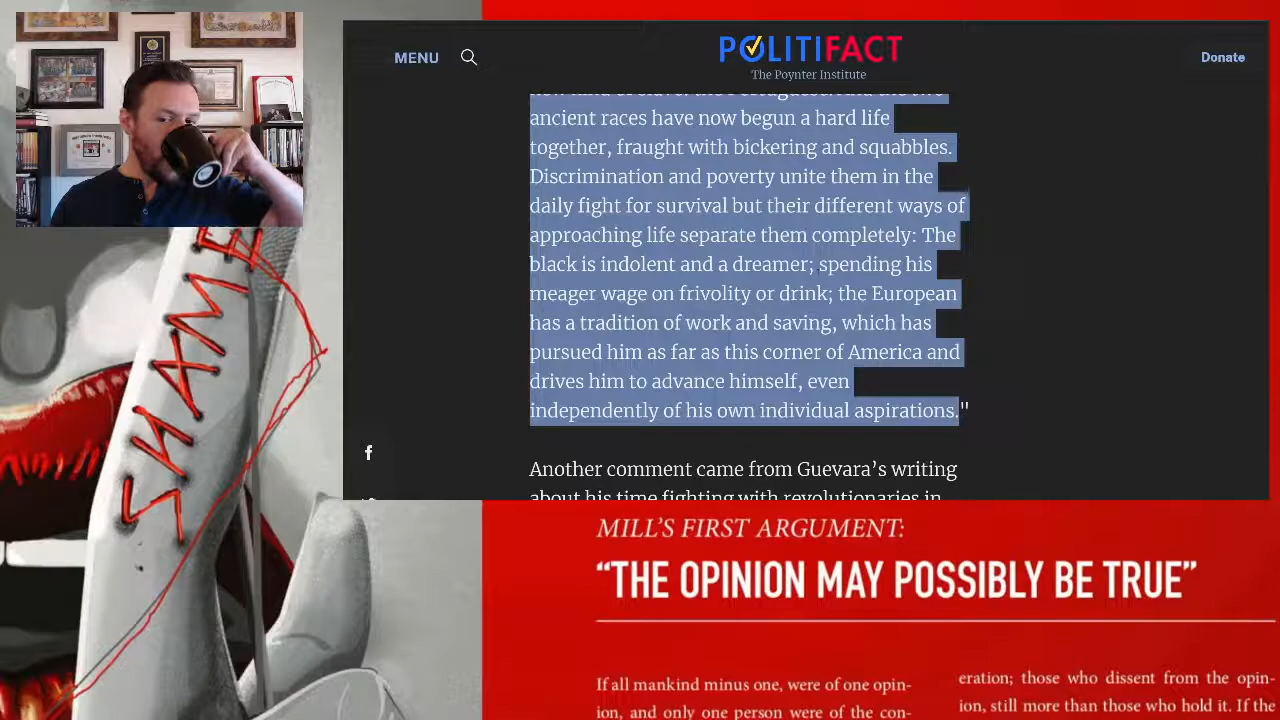 MENU
POLITIFACT
The Poynter Institute
Donate
ancient races have now begun a hard life
together, fraught with bickering and squabbles.
Discrimination and poverty unite them in the
daily fight for survival but their different ways of
approaching life separate them completely: The
black is indolent and a dreamer; spending his
meager wage on frivolity or drink; the European
has a tradition of work and saving, which has
pursued him as far as this corner of America and
drives him to advance himself, even
independently of his own individual aspirations."
Another comment came from Guevara’s writing
about his time fighting with revolutionaries in
SHAME
MILL’S FIRST ARGUMENT:
“THE OPINION MAY POSSIBLY BE TRUE”
If all mankind minus one, were of one opin-
ion, and only one person were of the con-
eration; those who dissent from the opin-
ion, still more than those who hold it. If the